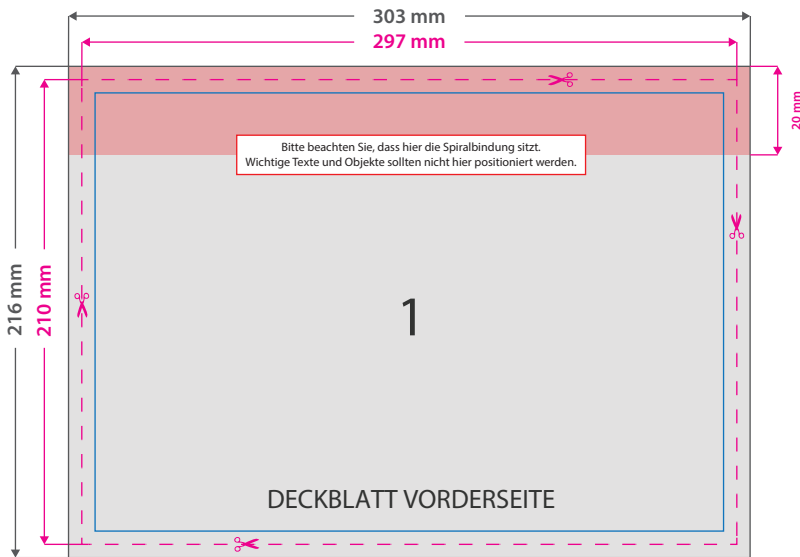 303 mm
297 mm
20 mm
Bitte beachten Sie, dass hier die Spiralbindung sitzt.
Wichtige Texte und Objekte sollten nicht hier positioniert werden.
216 mm
210 mm
1
DECKBLATT VORDERSEITE